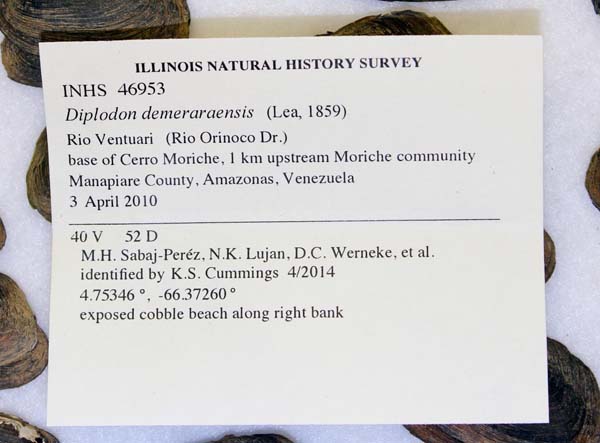 ILLINOIS NATURAL HISTORY SURVEY
INHS 46953
Diplodon demeraraensis (Lea, 1859)
Rio Ventuari (Rio Orinoco Dr.)
base of Cerro Moriche, 1 km upstream Moriche community
Manapiare County, Amazonas, Venezuela
3 April 2010
40 V 52 D
M.H. Sabaj-Peréz, N.K. Lujan, D.C. Werneke, et al.
identified by K.S. Cummings 4/2014
4.75346 °, -66.37260 °
exposed cobble beach along right bank